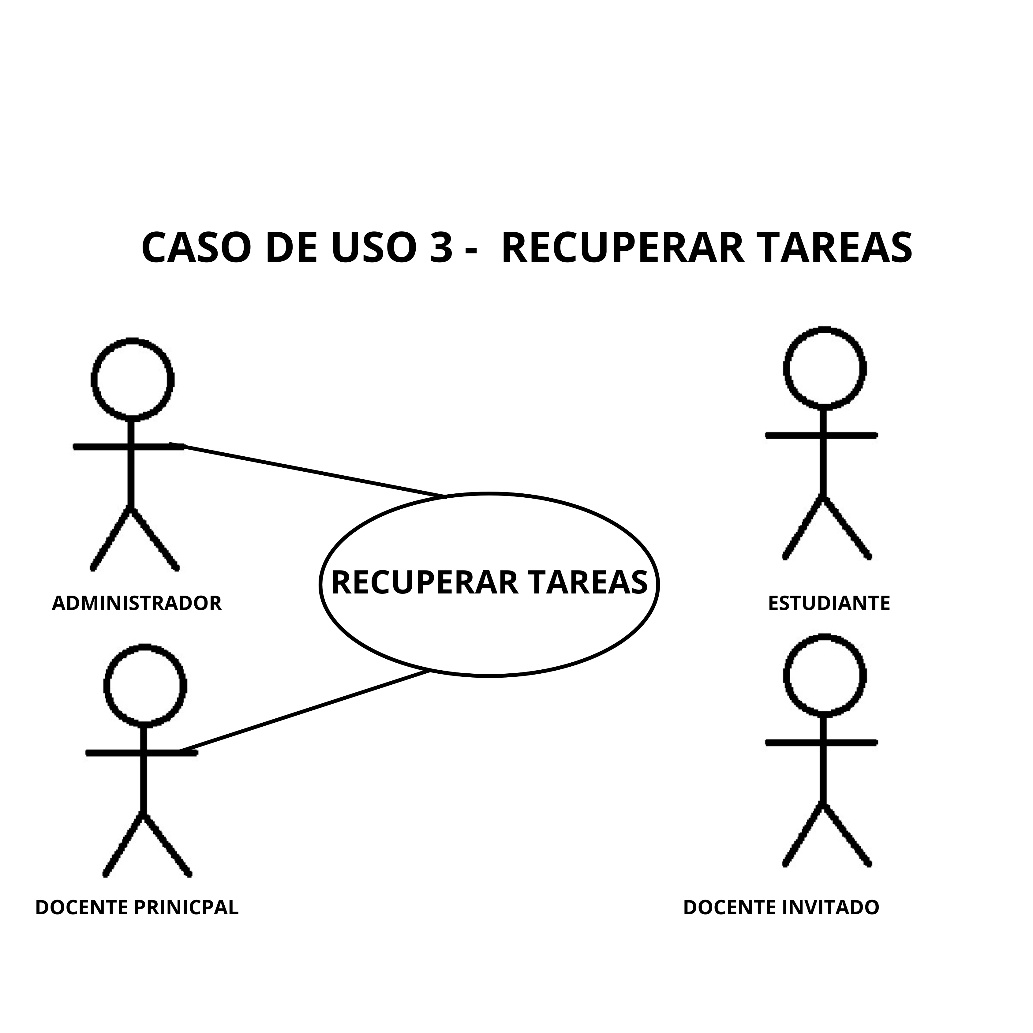 CASO DE USO 3 - RECUPERAR TAREAS
RECUPERAR TAREAS
ADMINISTRADOR
ESTUDIANTE
DOCENTE PRINICPAL
DOCENTE INVITADO